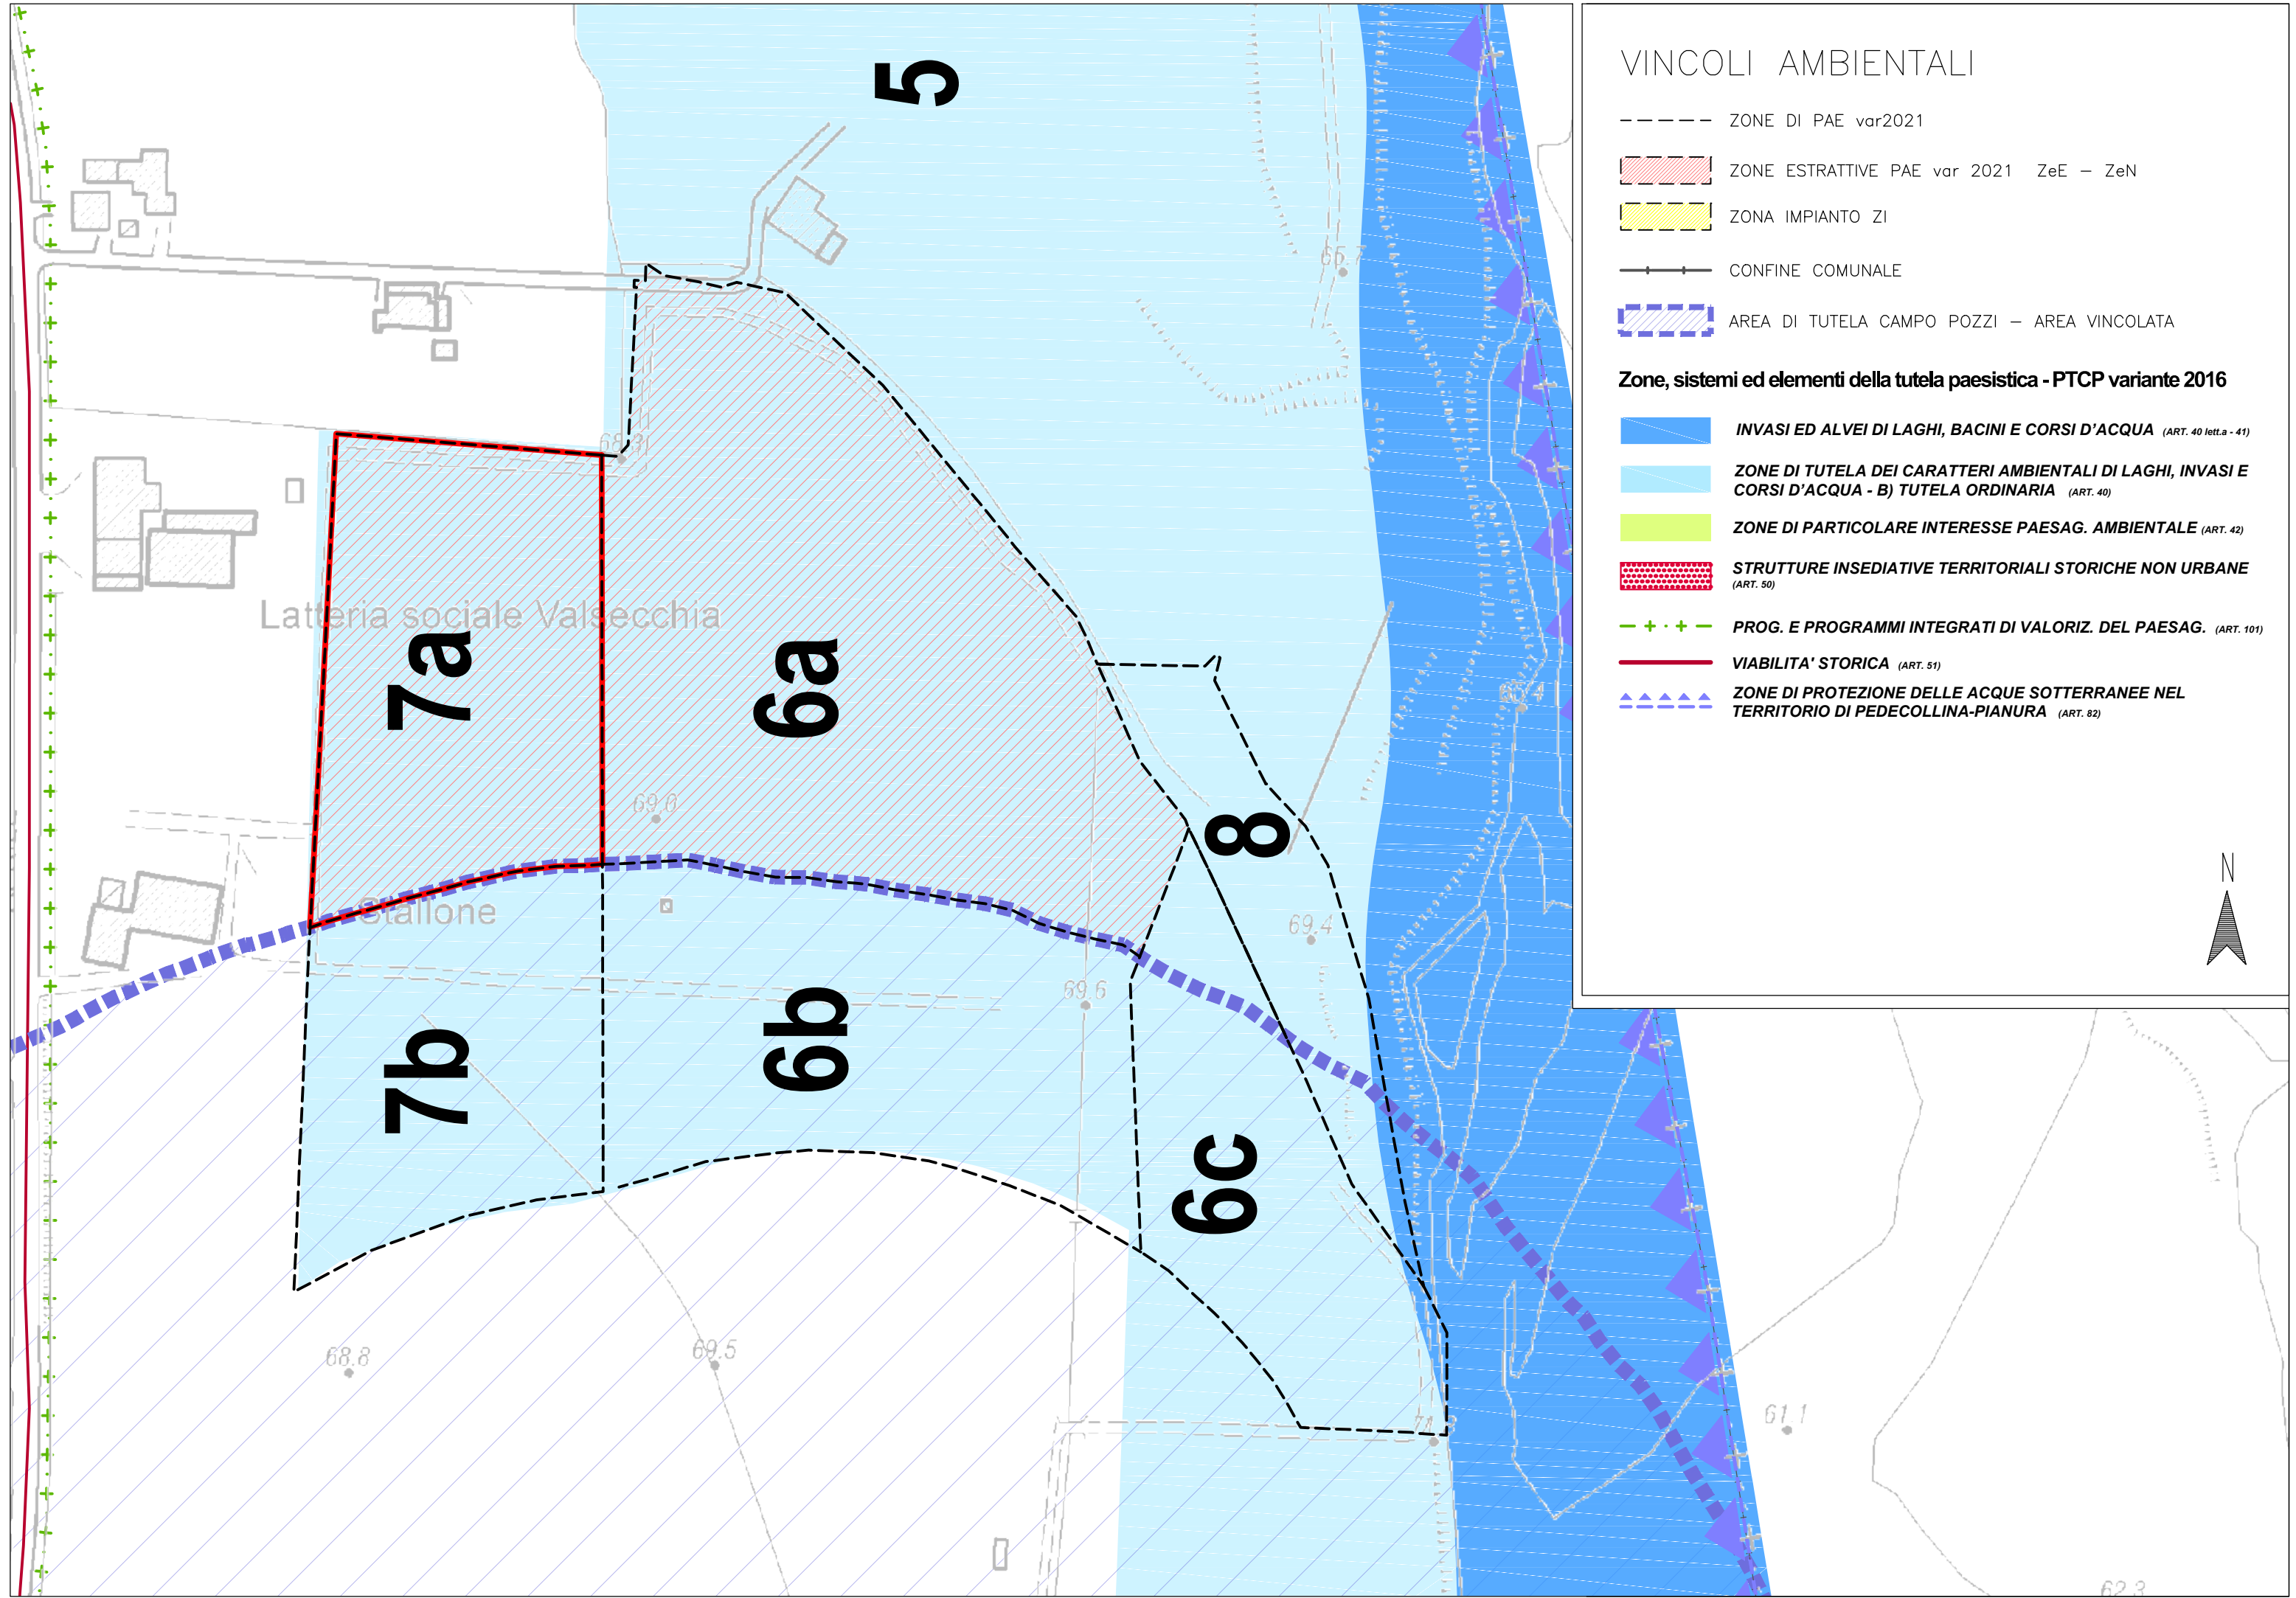 5
65.7
68.3
Latteria sociale Valsecchia
7a
6a
69.0
8
Stallone
69.4
69.6
7b
6b
6c
68.8
69.5
61.1
62.3
VINCOLI AMBIENTALI
ZONE DI PAE var2021
ZONE ESTRATTIVE PAE var 2021 ZeE – ZeN
ZONA IMPIANTO ZI
CONFINE COMUNALE
AREA DI TUTELA CAMPO POZZI – AREA VINCOLATA
Zone, sistemi ed elementi della tutela paesistica - PTCP variante 2016
INVASI ED ALVEI DI LAGHI, BACINI E CORSI D'ACQUA (ART. 40 lett.a - 41)
ZONE DI TUTELA DEI CARATTERI AMBIENTALI DI LAGHI, INVASI E
CORSI D'ACQUA - B) TUTELA ORDINARIA (ART. 40)
ZONE DI PARTICOLARE INTERESSE PAESAG. AMBIENTALE (ART. 42)
STRUTTURE INSEDIATIVE TERRITORIALI STORICHE NON URBANE
(ART. 50)
PROG. E PROGRAMMI INTEGRATI DI VALORIZ. DEL PAESAG. (ART. 101)
VIABILITA' STORICA (ART. 51)
ZONE DI PROTEZIONE DELLE ACQUE SOTTERRANEE NEL
TERRITORIO DI PEDECOLLINA-PIANURA (ART. 82)
N